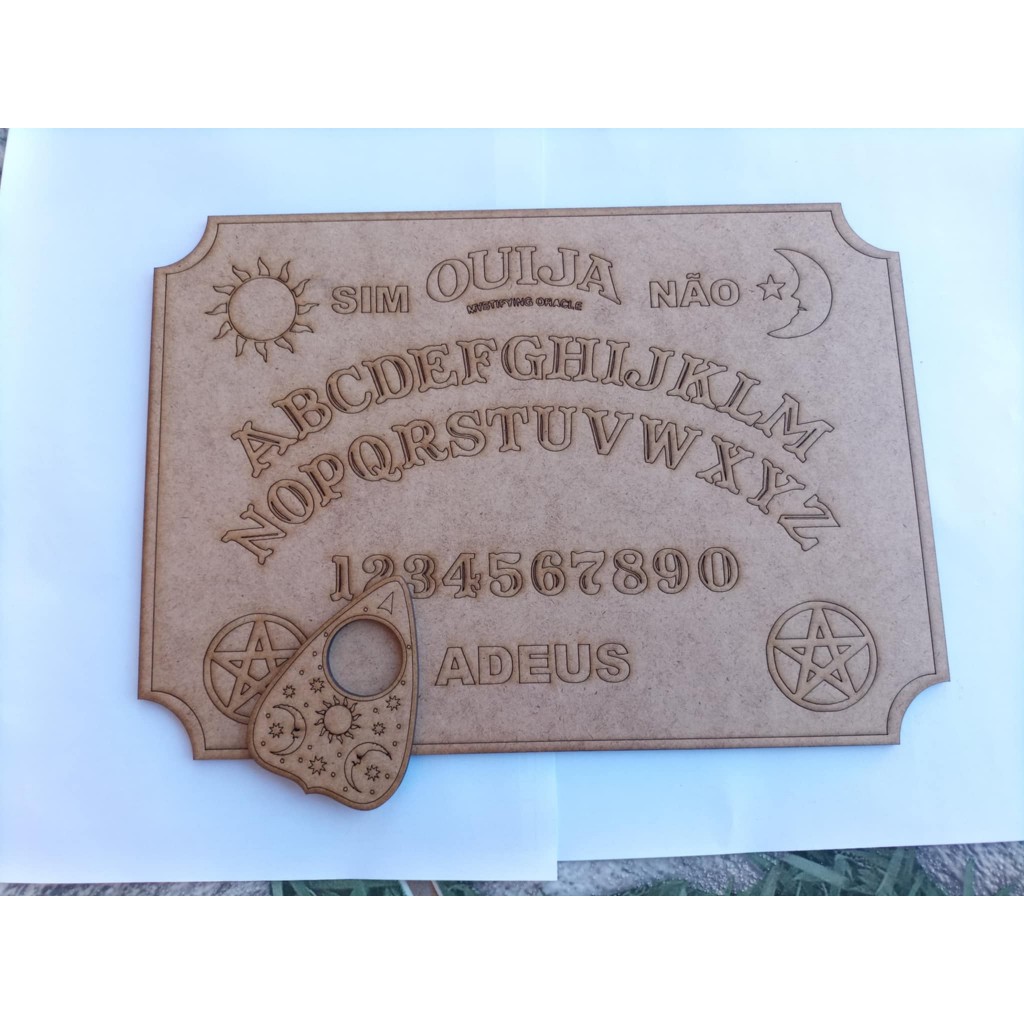 OUIJA
SIM
MYSTIFYING ORACLE
NÃO
ABCDEFGHIJKLM
NOPQRSTUVWXYZ
1234567890
ADEUS